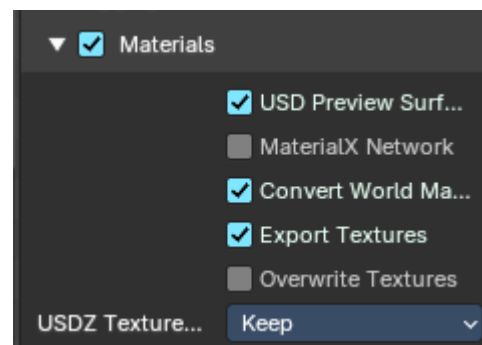 Materials
USD Preview Surf...
MaterialX Network
Convert World Ma...
Export Textures
Overwrite Textures
USDZ Texture... Keep